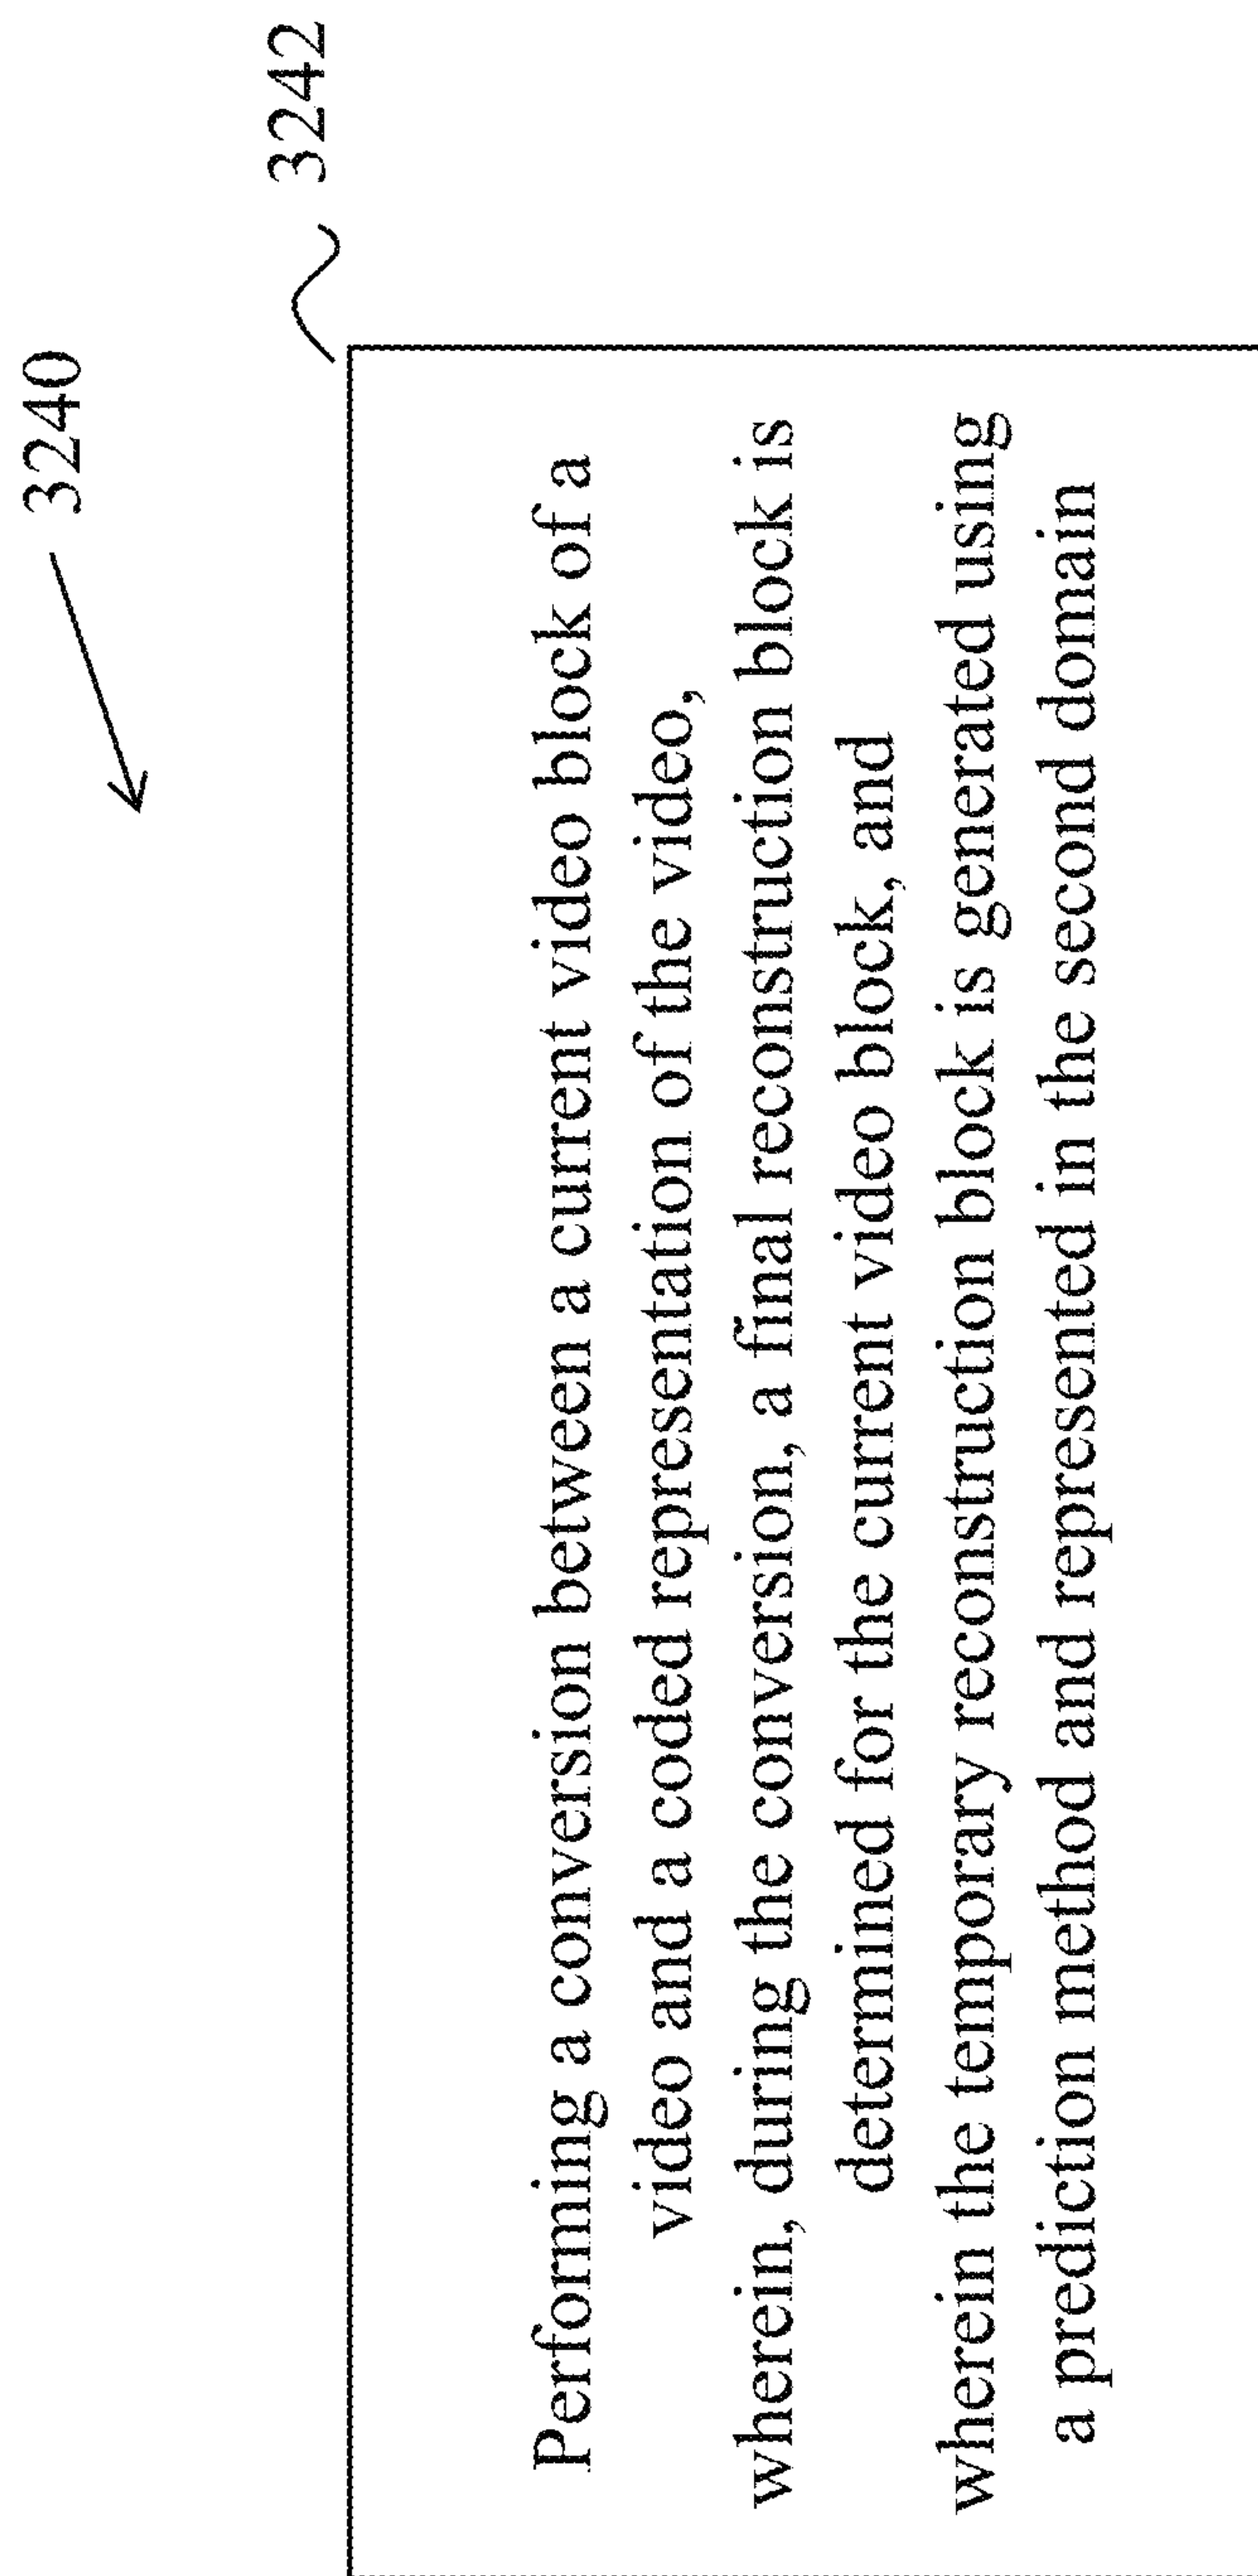 3240
3242
Performing a conversion between a current video block of a
video and a coded representation of the video,
wherein, during the conversion, a final reconstruction block is
determined for the current video block, and
wherein the temporary reconstruction block is generated using
a prediction method and represented in the second domain